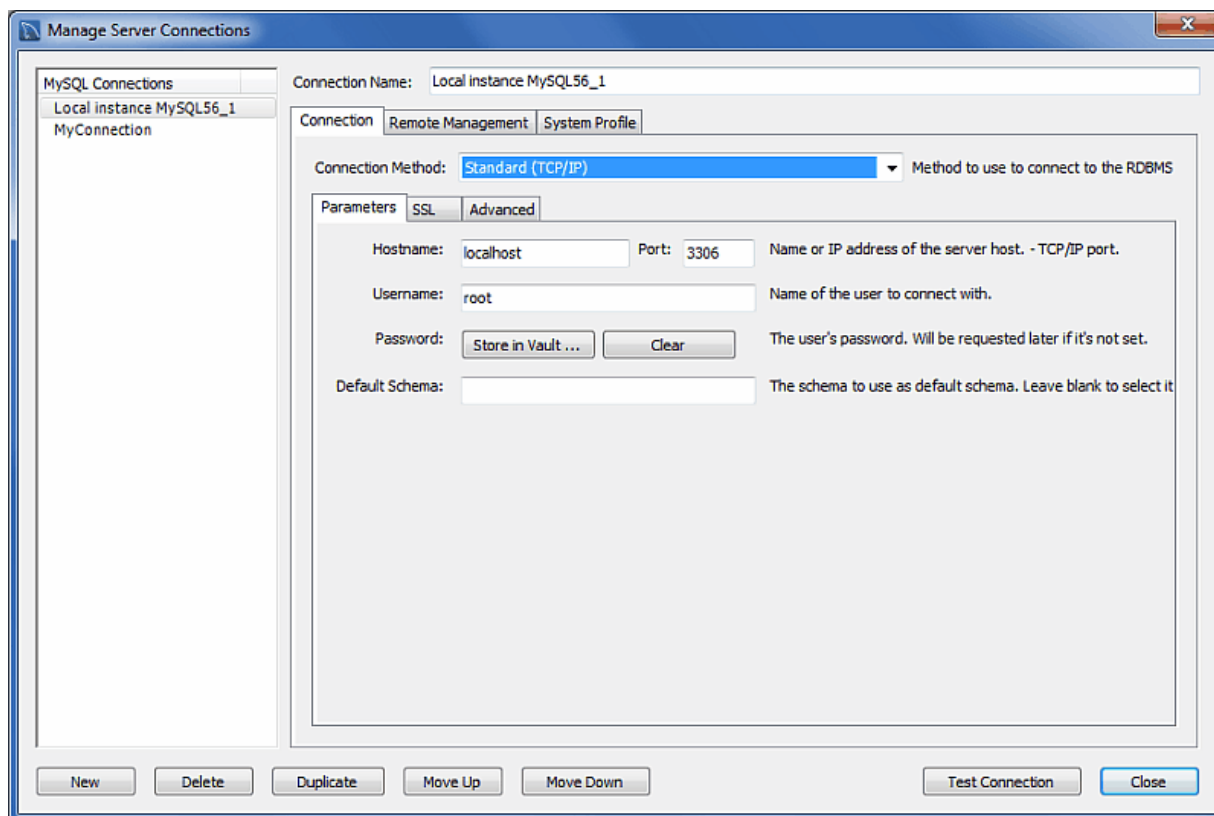 Manage Server Connections
MySQL Connections
Local instance MySQL56_1
MyConnection
Connection Name: Local instance MySQL56_1
Connection Remote Management System Profile
Connection Method: Standard (TCP/IP) Method to use to connect to the RDBMS
Parameters SSL Advanced
Hostname: localhost Port: 3306 Name or IP address of the server host. - TCP/IP port.
Username: root Name of the user to connect with.
Password: Store in Vault ... Clear The user's password. Will be requested later if it's not set.
Default Schema: The schema to use as default schema. Leave blank to select it
New Delete Duplicate Move Up Move Down Test Connection Close